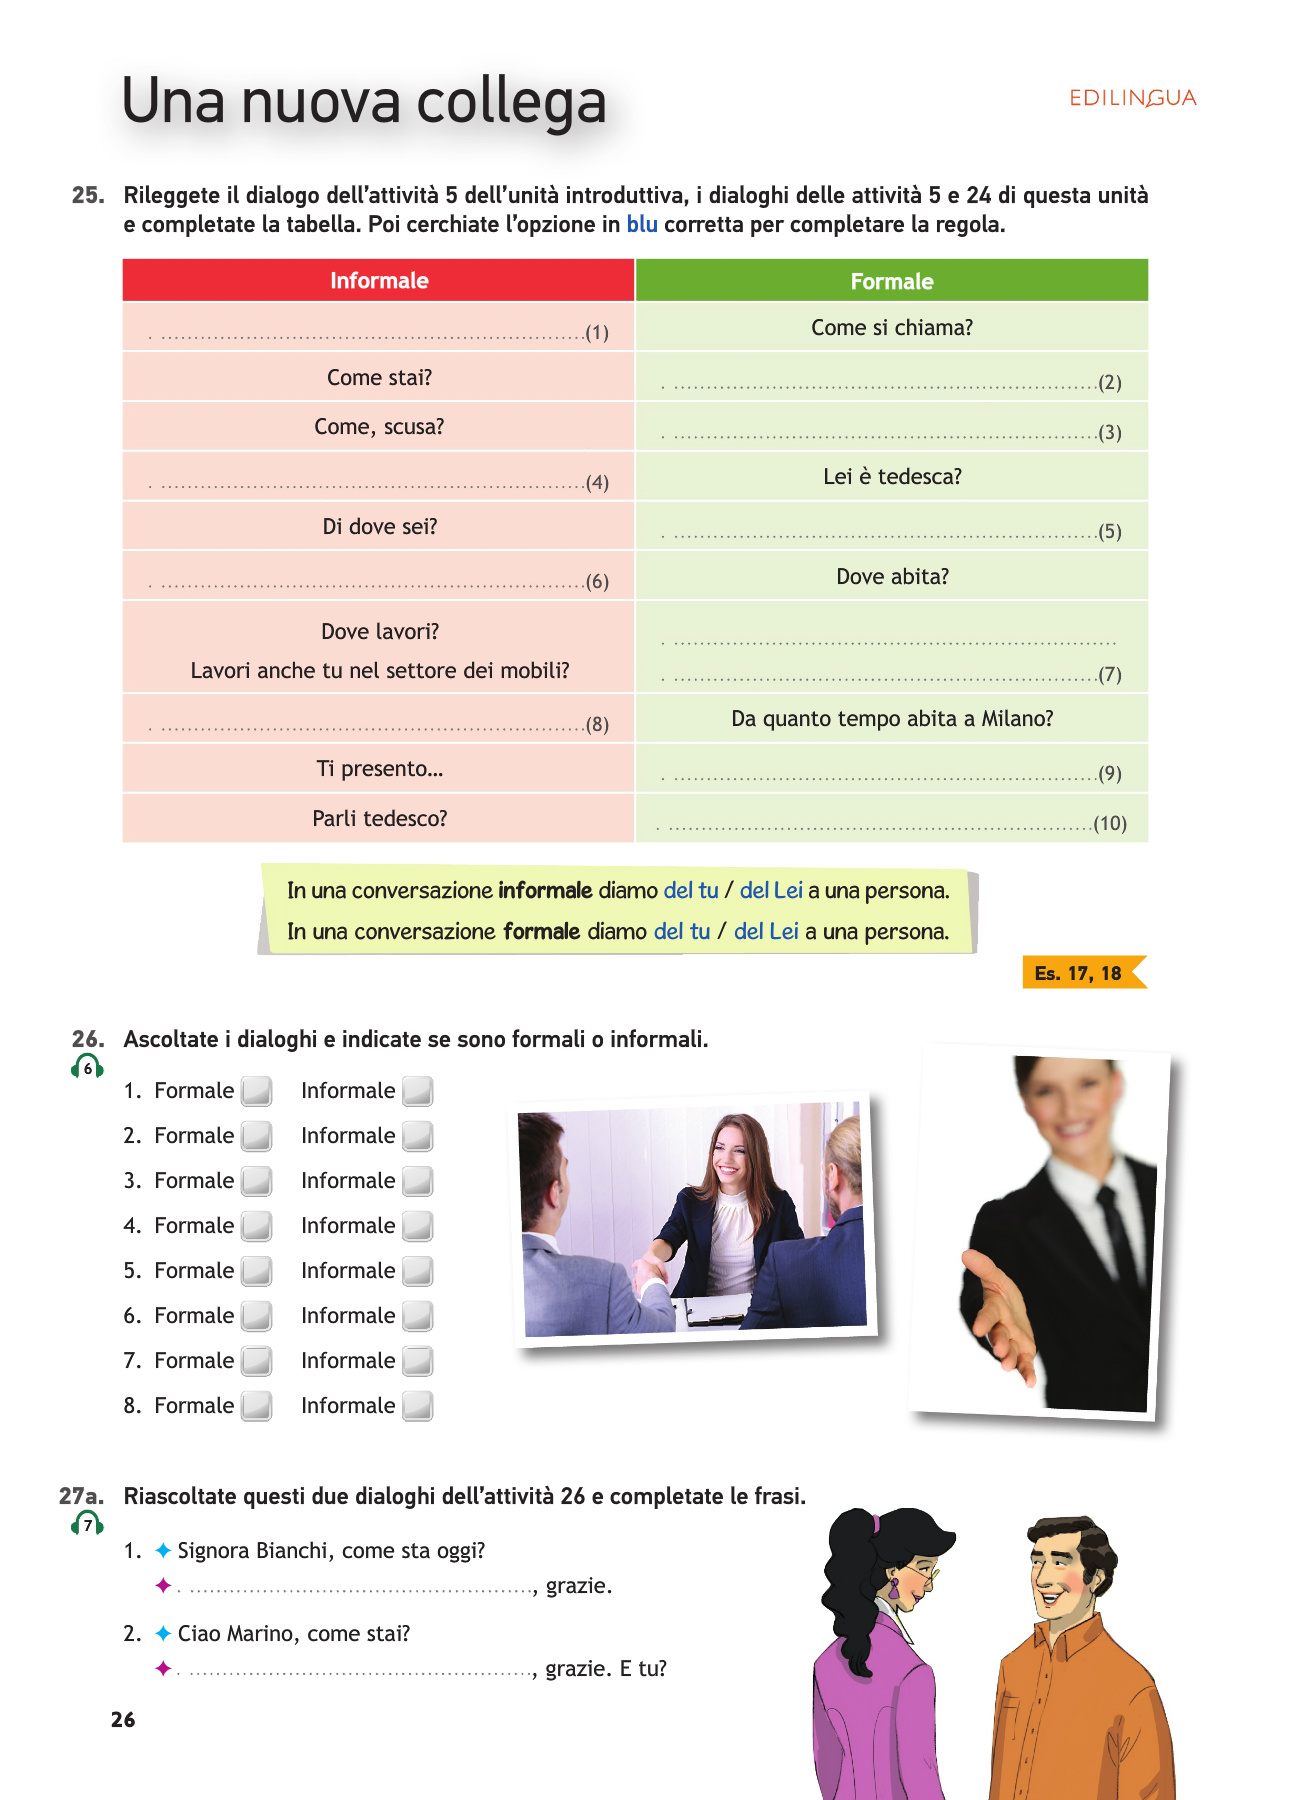 Una nuova collega
EDILINGUA
25. Rileggete il dialogo dell'attività 5 dell'unità introduttiva, i dialoghi delle attività 5 e 24 di questa unità
e completate la tabella. Poi cerchiate l'opzione in blu corretta per completare la regola.
Informale Formale
(1) Come si chiama?
Come stai? (2)
Come, scusa? (3)
(4) Lei è tedesca?
Di dove sei? (5)
(6) Dove abita?
Dove lavori?
Lavori anche tu nel settore dei mobili? (7)
(8) Da quanto tempo abita a Milano?
Ti presento... (9)
Parli tedesco? (10)
In una conversazione informale diamo del tu / del Lei a una persona.
In una conversazione formale diamo del tu / del Lei a una persona.
Es. 17, 18
26. Ascoltate i dialoghi e indicate se sono formali o informali.
6
1. Formale Informale
2. Formale Informale
3. Formale Informale
4. Formale Informale
5. Formale Informale
6. Formale Informale
7. Formale Informale
8. Formale Informale
27a. Riascoltate questi due dialoghi dell'attività 26 e completate le frasi.
7
1. Signora Bianchi, come sta oggi?
, grazie.
2. Ciao Marino, come stai?
, grazie. E tu?
26